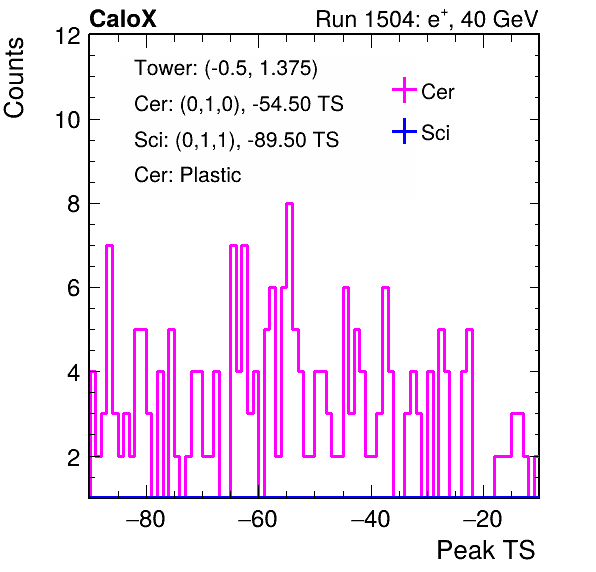 CaloX Run 1504: e⁺, 40 GeV
Counts
12
10
8
6
4
2
Tower: (-0.5, 1.375)
Cer: (0,1,0), -54.50 TS
Sci: (0,1,1), -89.50 TS
Cer: Plastic
Cer
Sci
−80 −60 −40 −20
Peak TS